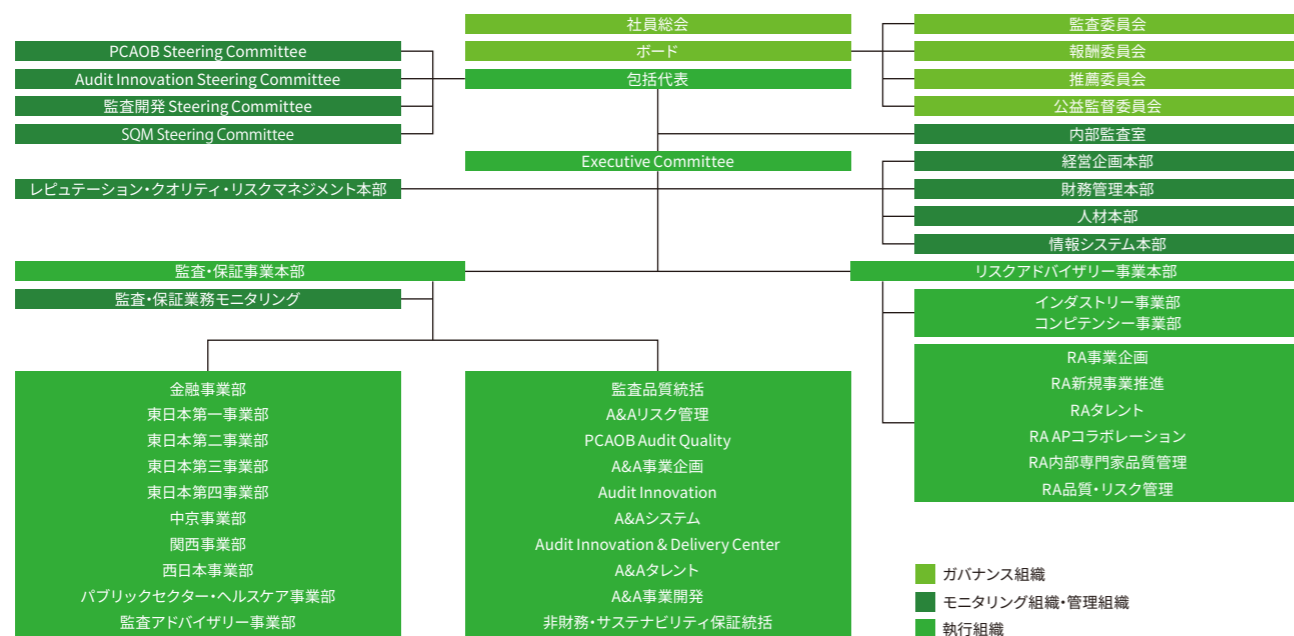 社員総会
ボード
包括代表
PCAOB Steering Committee
Audit Innovation Steering Committee
監査開発 Steering Committee
SQM Steering Committee
監査委員会
報酬委員会
推薦委員会
公益監督委員会
内部監査室
Executive Committee
経営企画本部
財務管理本部
人材本部
情報システム本部
レピュテーション・クオリティ・リスクマネジメント本部
監査・保証事業本部
監査・保証業務モニタリング
リスクアドバイザリー事業本部
インダストリー事業部
コンピテンシー事業部
金融事業部
東日本第一事業部
東日本第二事業部
東日本第三事業部
東日本第四事業部
中京事業部
関西事業部
西日本事業部
パブリックセクター・ヘルスケア事業部
監査アドバイザリー事業部
監査品質統括
A&Aリスク管理
PCAOB Audit Quality
A&A事業企画
Audit Innovation
A&Aシステム
Audit Innovation & Delivery Center
A&Aタレント
A&A事業開発
非財務・サステナビリティ保証統括
RA事業企画
RA新規事業推進
RAタレント
RA APコラボレーション
RA内部専門家品質管理
RA品質・リスク管理
ガバナンス組織
モニタリング組織・管理組織
執行組織